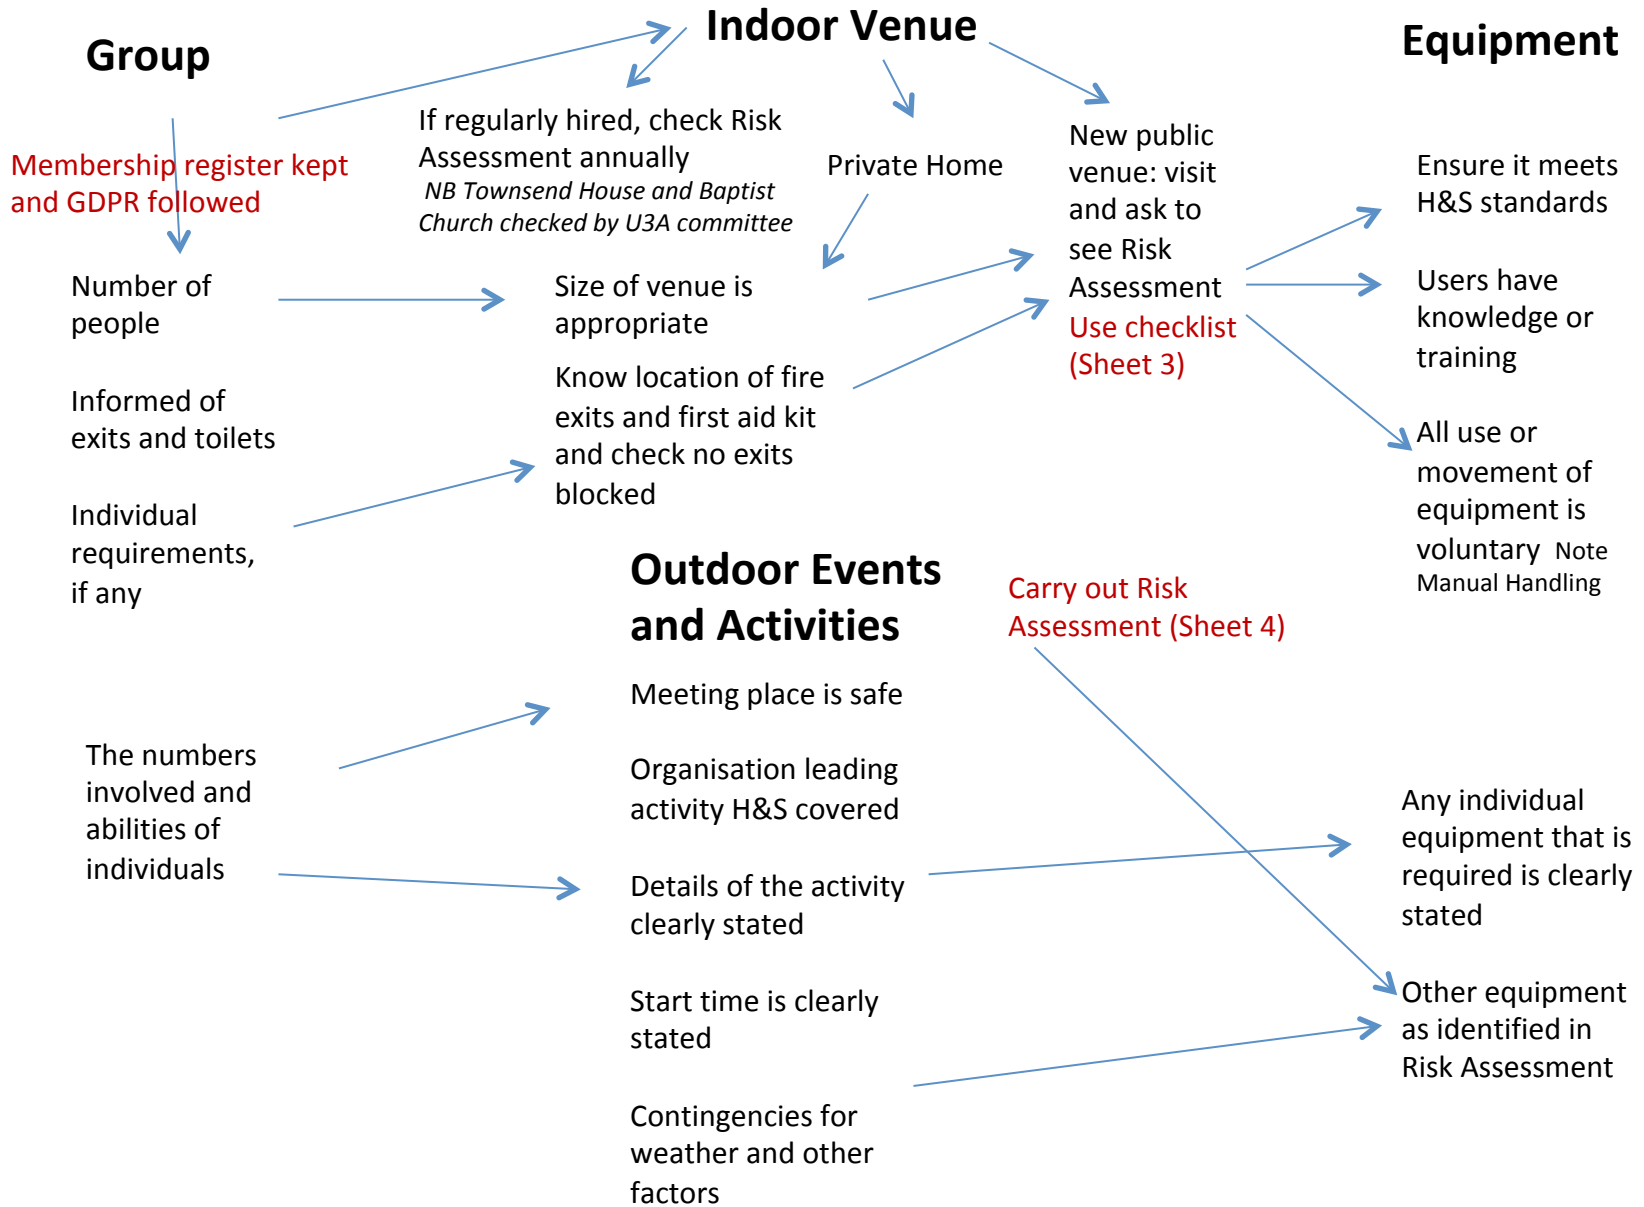 Group
Membership register kept
and GDPR followed
Number of
people
Informed of
exits and toilets
Individual
requirements,
if any
The numbers
involved and
abilities of
individuals
Indoor Venue
If regularly hired, check Risk
Assessment annually
NB Townsend House and Baptist
Church checked by U3A committee
Private Home
New public
venue: visit
and ask to
see Risk
Assessment
Use checklist
(Sheet 3)
Size of venue is
appropriate
Know location of fire
exits and first aid kit
and check no exits
blocked
Outdoor Events
and Activities
Carry out Risk
Assessment (Sheet 4)
Meeting place is safe
Organisation leading
activity H&S covered
Details of the activity
clearly stated
Start time is clearly
stated
Contingencies for
weather and other
factors
Equipment
Ensure it meets
H&S standards
Users have
knowledge or
training
All use or
movement of
equipment is
voluntary Note
Manual Handling
Any individual
equipment that is
required is clearly
stated
Other equipment
as identified in
Risk Assessment